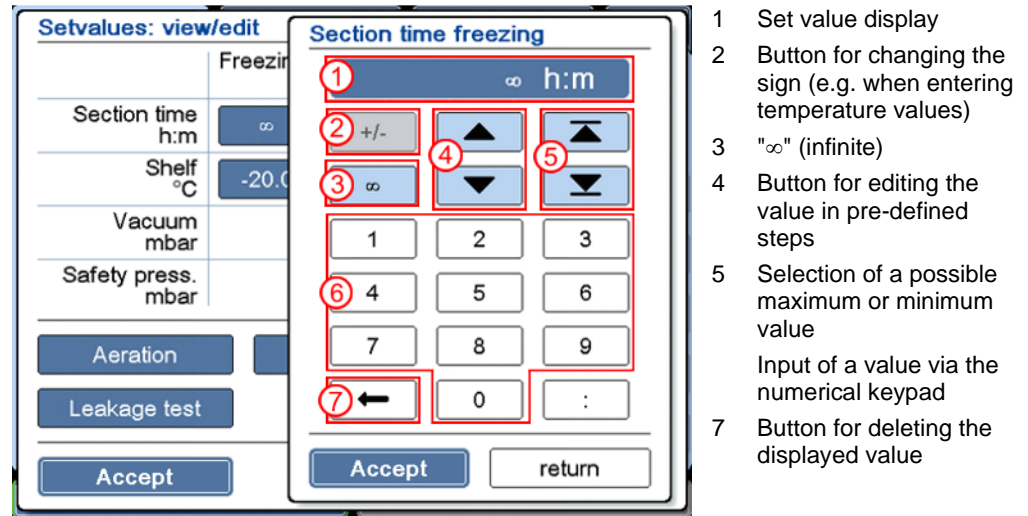 Setvalues: view/edit
Freezin
Section time
h:m
∞
Shelf
°C
-20.0
Vacuum
mbar
Safety press.
mbar
Aeration
Leakage test
Accept
Section time freezing
1
∞ h:m
2 +/-
4
5
3 ∞
1 2 3
6 4 5 6
7 8 9
7 0 :
Accept return
1 Set value display
2 Button for changing the
sign (e.g. when entering
temperature values)
3 "∞" (infinite)
4 Button for editing the
value in pre-defined
steps
5 Selection of a possible
maximum or minimum
value
Input of a value via the
numerical keypad
7 Button for deleting the
displayed value